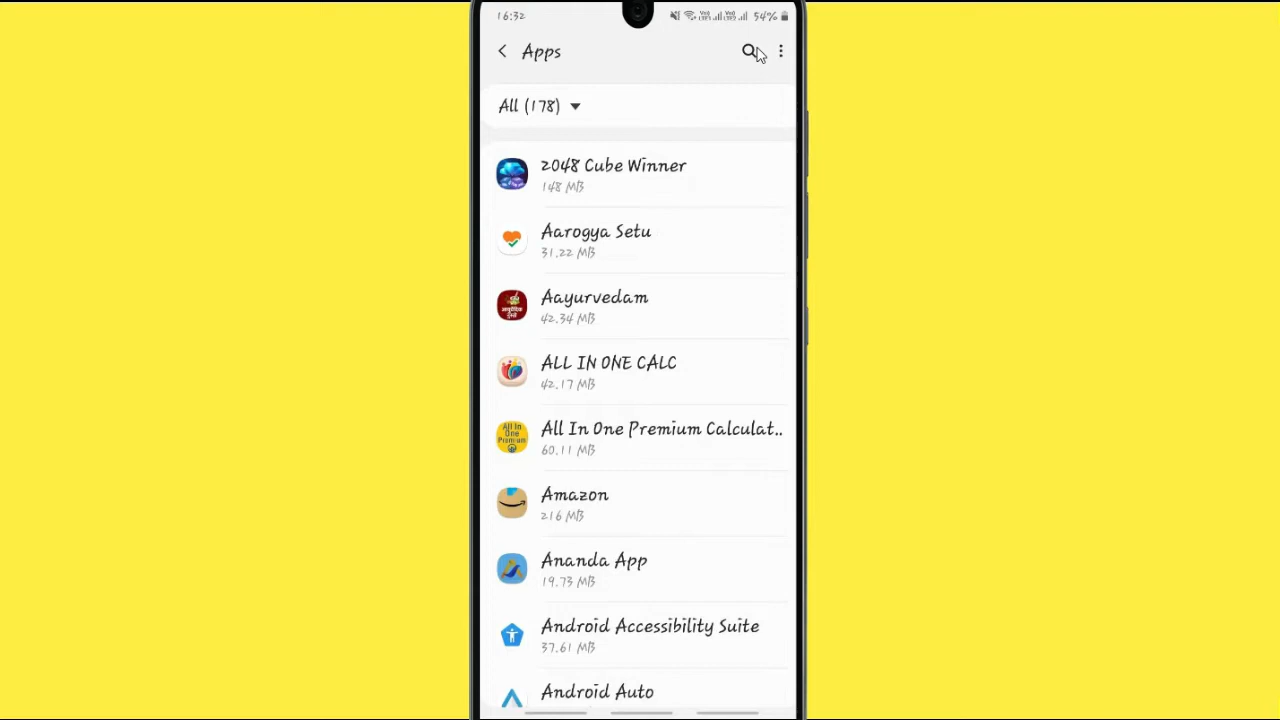 16:32
54%
Apps
All (178)
2048 Cube Winner
148 MB
Aarogya Setu
31.22 MB
Aayurvedam
42.34 MB
ALL IN ONE CALC
42.17 MB
All In One Premium Calculat..
60.11 MB
Amazon
216 MB
Ananda App
19.73 MB
Android Accessibility Suite
37.61 MB
Android Auto